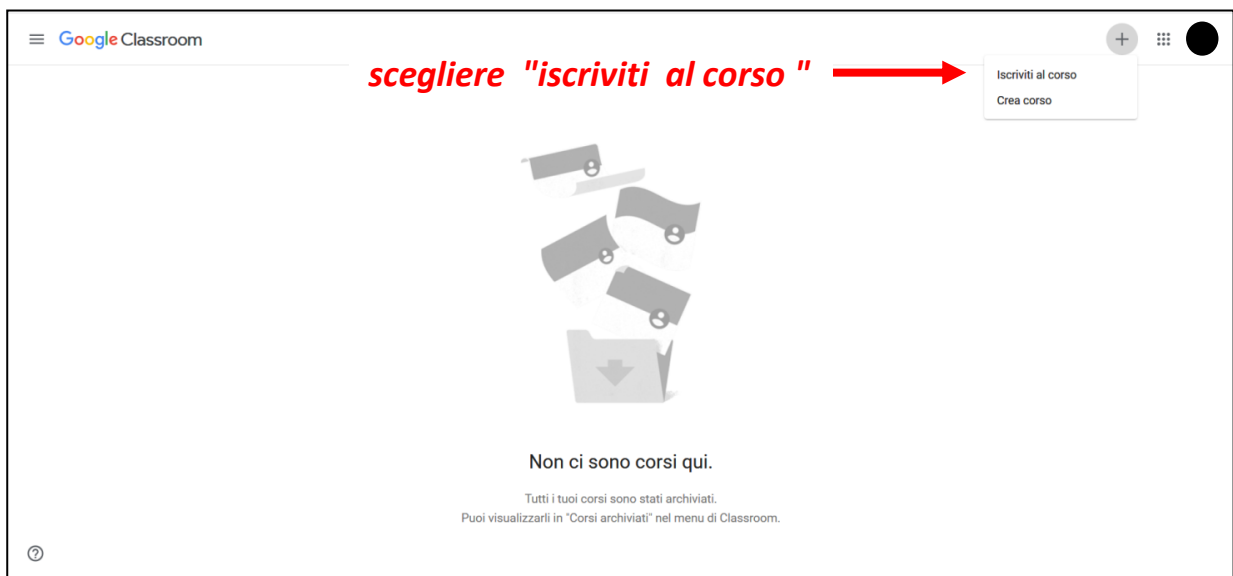 Google Classroom
scegliere "iscriviti al corso "
Iscriviti al corso
Crea corso
Non ci sono corsi qui.
Tutti i tuoi corsi sono stati archiviati.
Puoi visualizzarli in "Corsi archiviati" nel menu di Classroom.